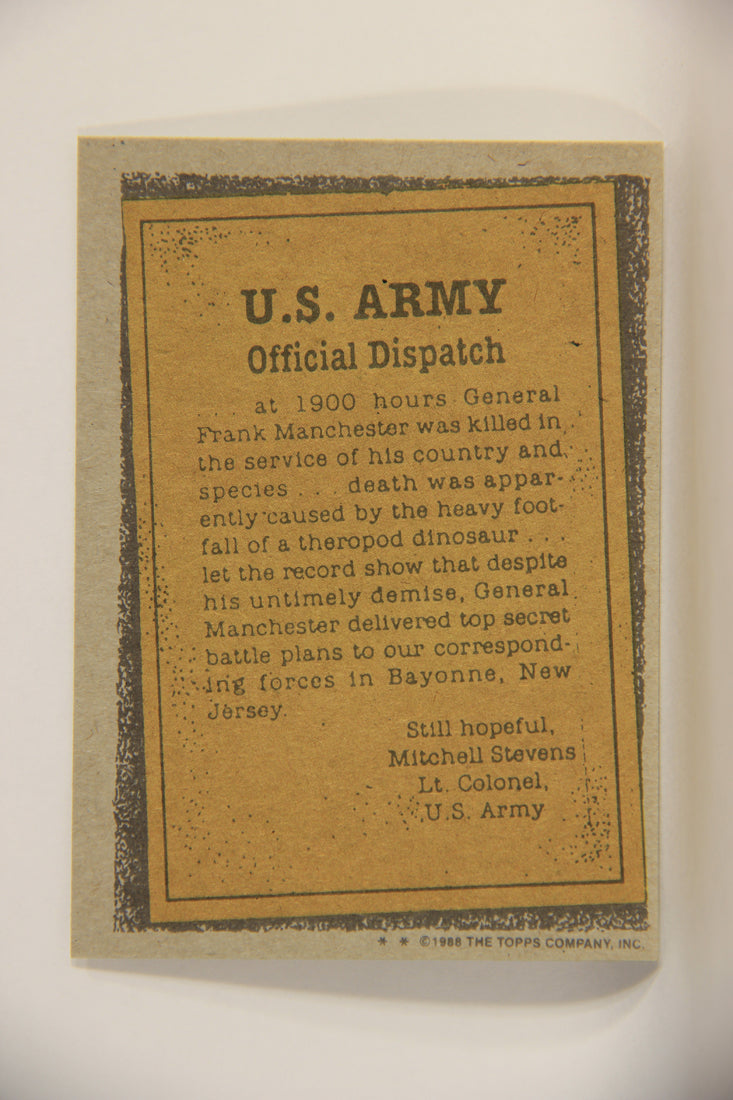 U.S. ARMY
Official Dispatch
. . . at 1900 hours General
Frank Manchester was killed in
the service of his country and
species . . . death was appar-
ently caused by the heavy foot-
fall of a theropod dinosaur . . .
let the record show that despite
his untimely demise, General
Manchester delivered top secret
battle plans to our correspond-
ing forces in Bayonne, New
Jersey.
Still hopeful,
Mitchell Stevens
Lt. Colonel,
U.S. Army
* * ©1988 THE TOPPS COMPANY, INC.